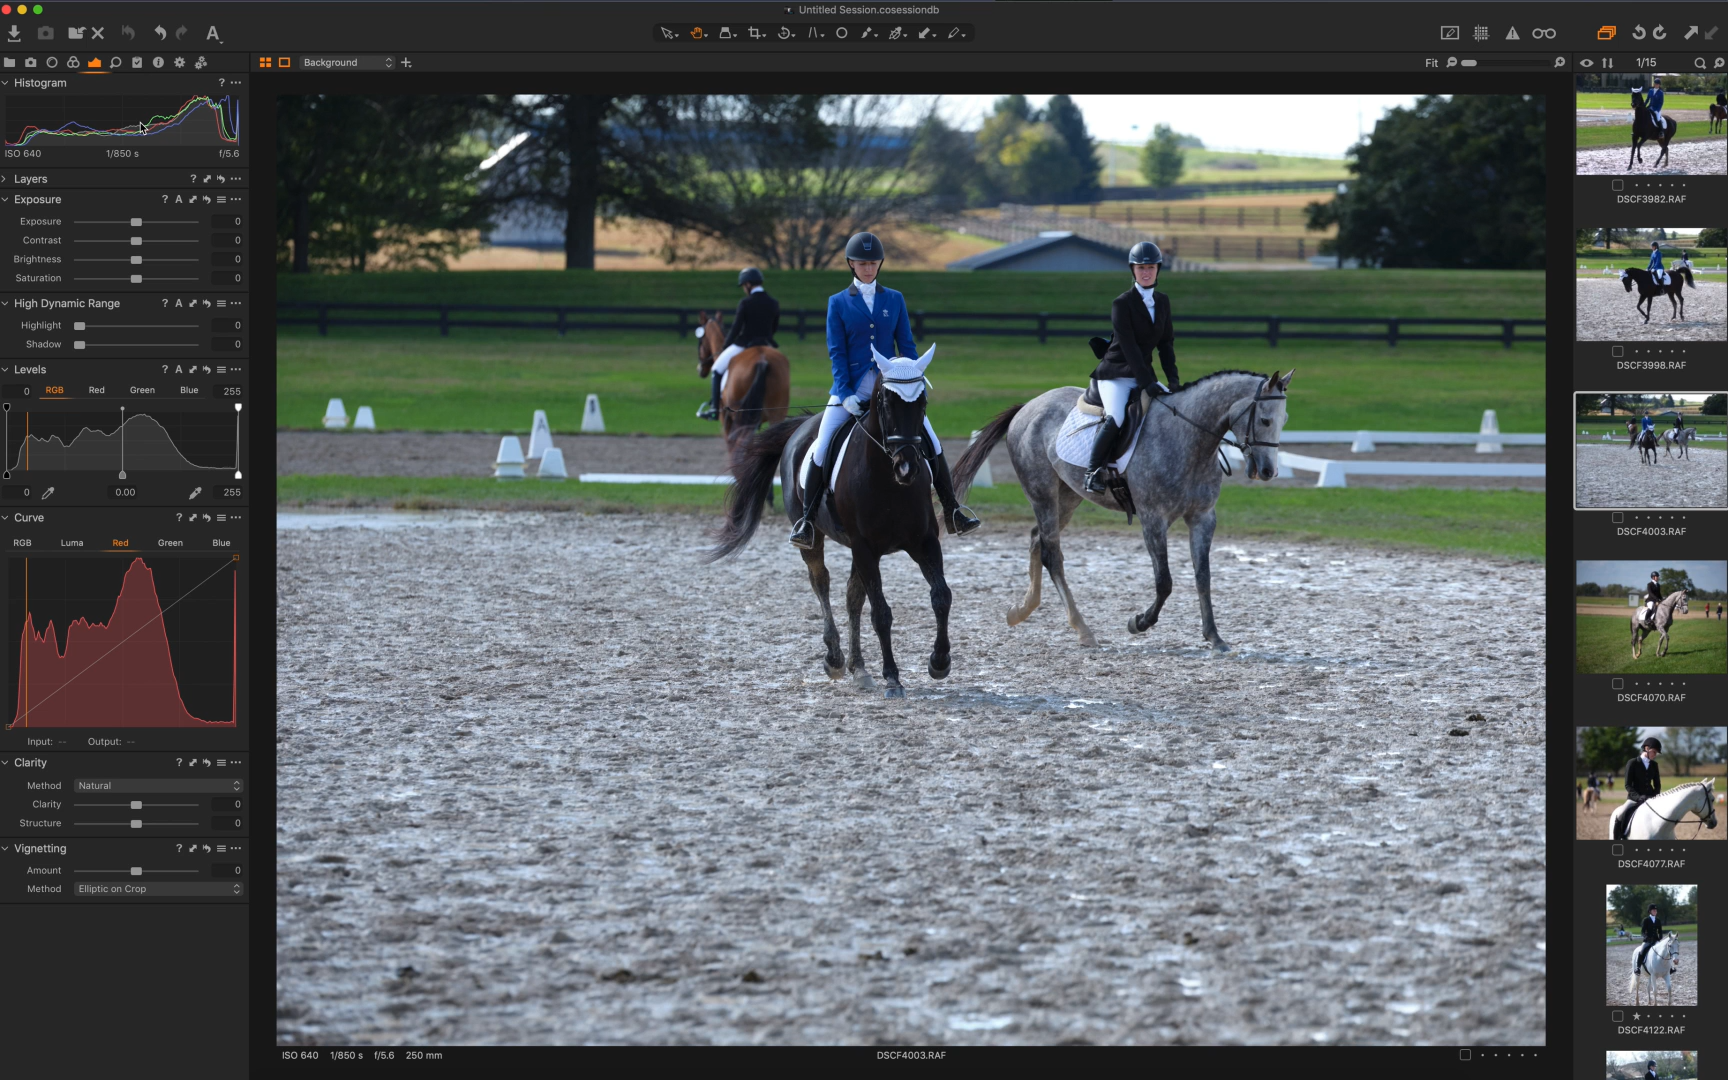 Untitled Session.cosessiondb
A
Background
Fit
1/15
Histogram
?
ISO 640
1/850 s
f/5.6
Layers
?
Exposure
? A
Exposure 0
Contrast 0
Brightness 0
Saturation 0
High Dynamic Range
? A
Highlight 0
Shadow 0
Levels
? A
0 RGB Red Green Blue 255
0 0.00 255
Curve
?
RGB Luma Red Green Blue
Input: -- Output: --
Clarity
?
Method Natural
Clarity 0
Structure 0
Vignetting
?
Amount 0
Method Elliptic on Crop
A
ISO 640 1/850 s f/5.6 250 mm
DSCF4003.RAF
DSCF3982.RAF
DSCF3998.RAF
DSCF4003.RAF
DSCF4070.RAF
DSCF4077.RAF
DSCF4122.RAF